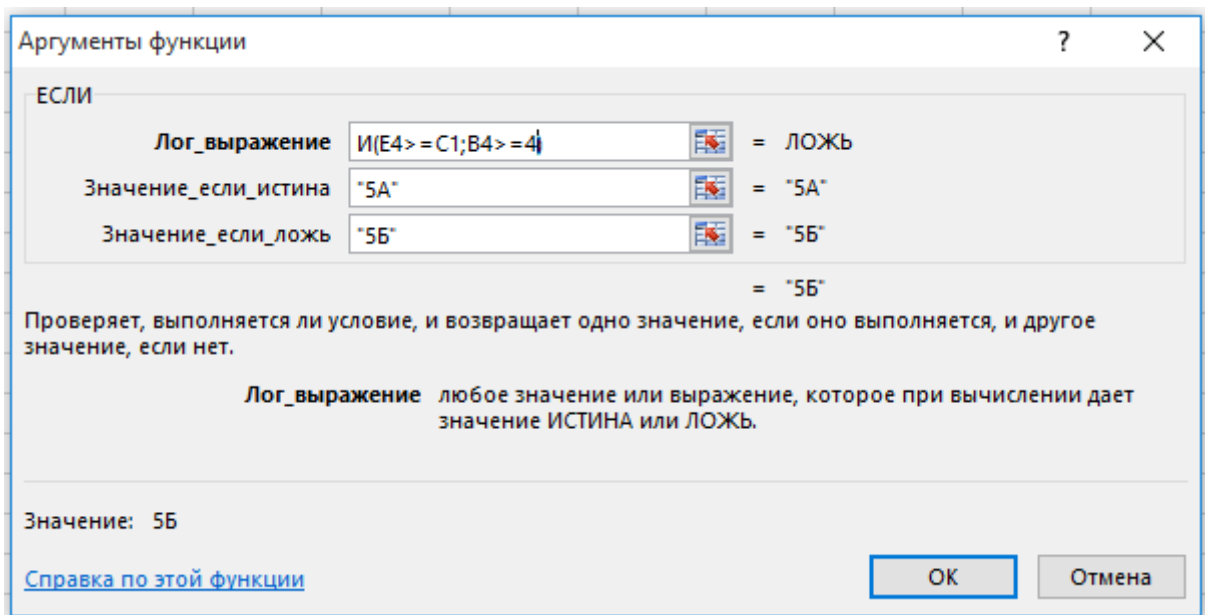 Аргументы функции ?
ЕСЛИ
Лог_выражение И(E4>=C1;B4>=4) = ЛОЖЬ
Значение_если_истина "5А" = "5А"
Значение_если_ложь "5Б" = "5Б"
= "5Б"
Проверяет, выполняется ли условие, и возвращает одно значение, если оно выполняется, и другое
значение, если нет.
Лог_выражение любое значение или выражение, которое при вычислении дает
значение ИСТИНА или ЛОЖЬ.
Значение: 5Б
Справка по этой функции ОК Отмена